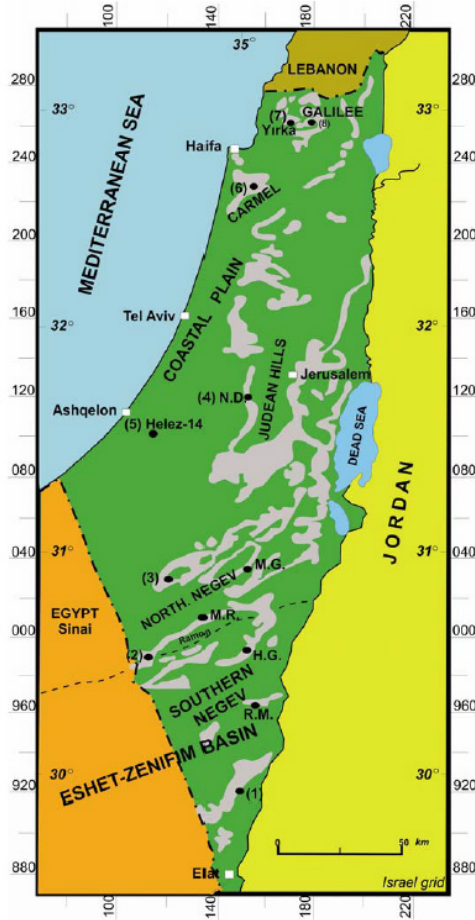 100
140
180
220
35°
LEBANON
280
280
33°
(7)
GALILEE
33°
Yirka
(8)
240
Haifa
240
(6)
CARMEL
MEDITERRANEAN SEA
200
200
COASTAL PLAIN
160
Tel Aviv
32°
32°
160
JUDEAN HILLS
Jerusalem
120
(4) N.D.
120
Ashqelon
(5) Helez-14
DEAD SEA
080
080
JORDAN
31°
31°
040
M.G.
040
(3)
NORTH. NEGEV
EGYPT
Sinai
M.R.
000
Ramon
000
(2)
H.G.
SOUTHERN
NEGEV
960
R.M.
960
ESHET-ZENIFIM BASIN
30°
30°
920
(1)
920
0
50 km
880
Elat
Israel grid
880
100
140
180
220